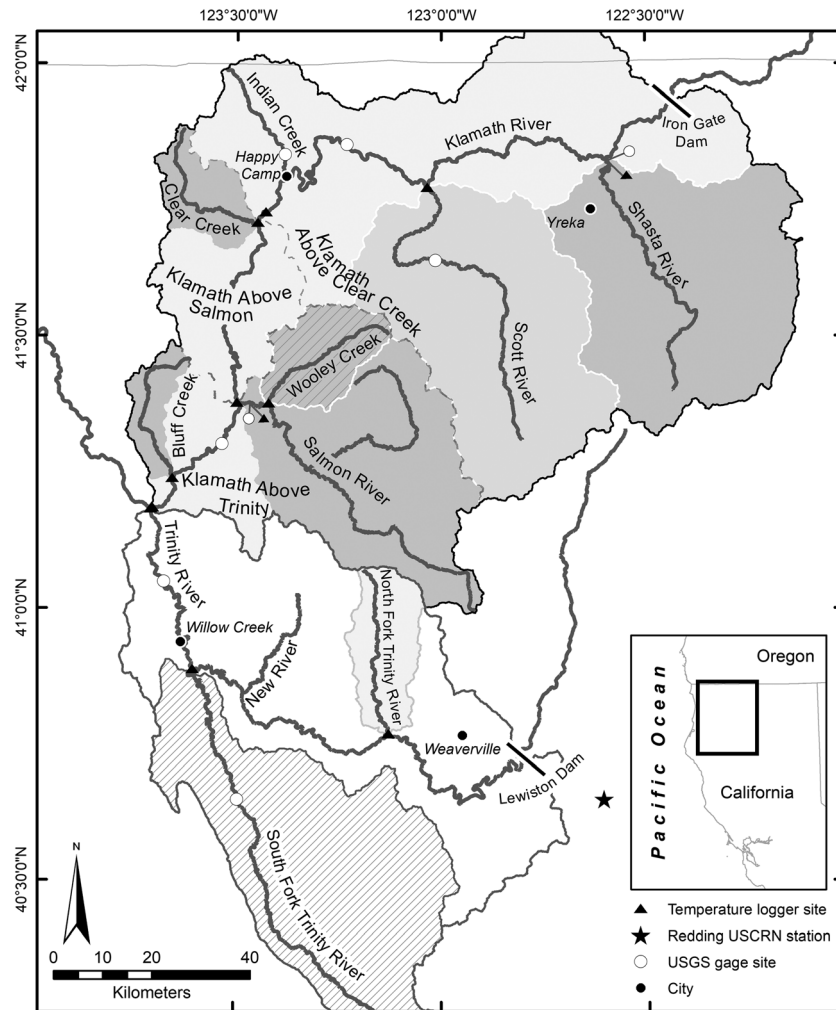 123°30'0"W
123°0'0"W
122°30'0"W
42°0'0"N
41°30'0"N
41°0'0"N
40°30'0"N
Indian Creek
Happy
Camp
Klamath River
Iron Gate
Dam
Clear Creek
Yreka
Shasta River
Klamath
Above Clear Creek
Klamath Above
Salmon
Scott River
Wooley Creek
Bluff Creek
Salmon River
Klamath Above
Trinity
Trinity River
Willow Creek
New River
North Fork Trinity River
Weaverville
Lewiston Dam
South Fork Trinity River
Oregon
Pacific Ocean
California
N
0 10 20 40
Kilometers
Temperature logger site
Redding USCRN station
USGS gage site
City